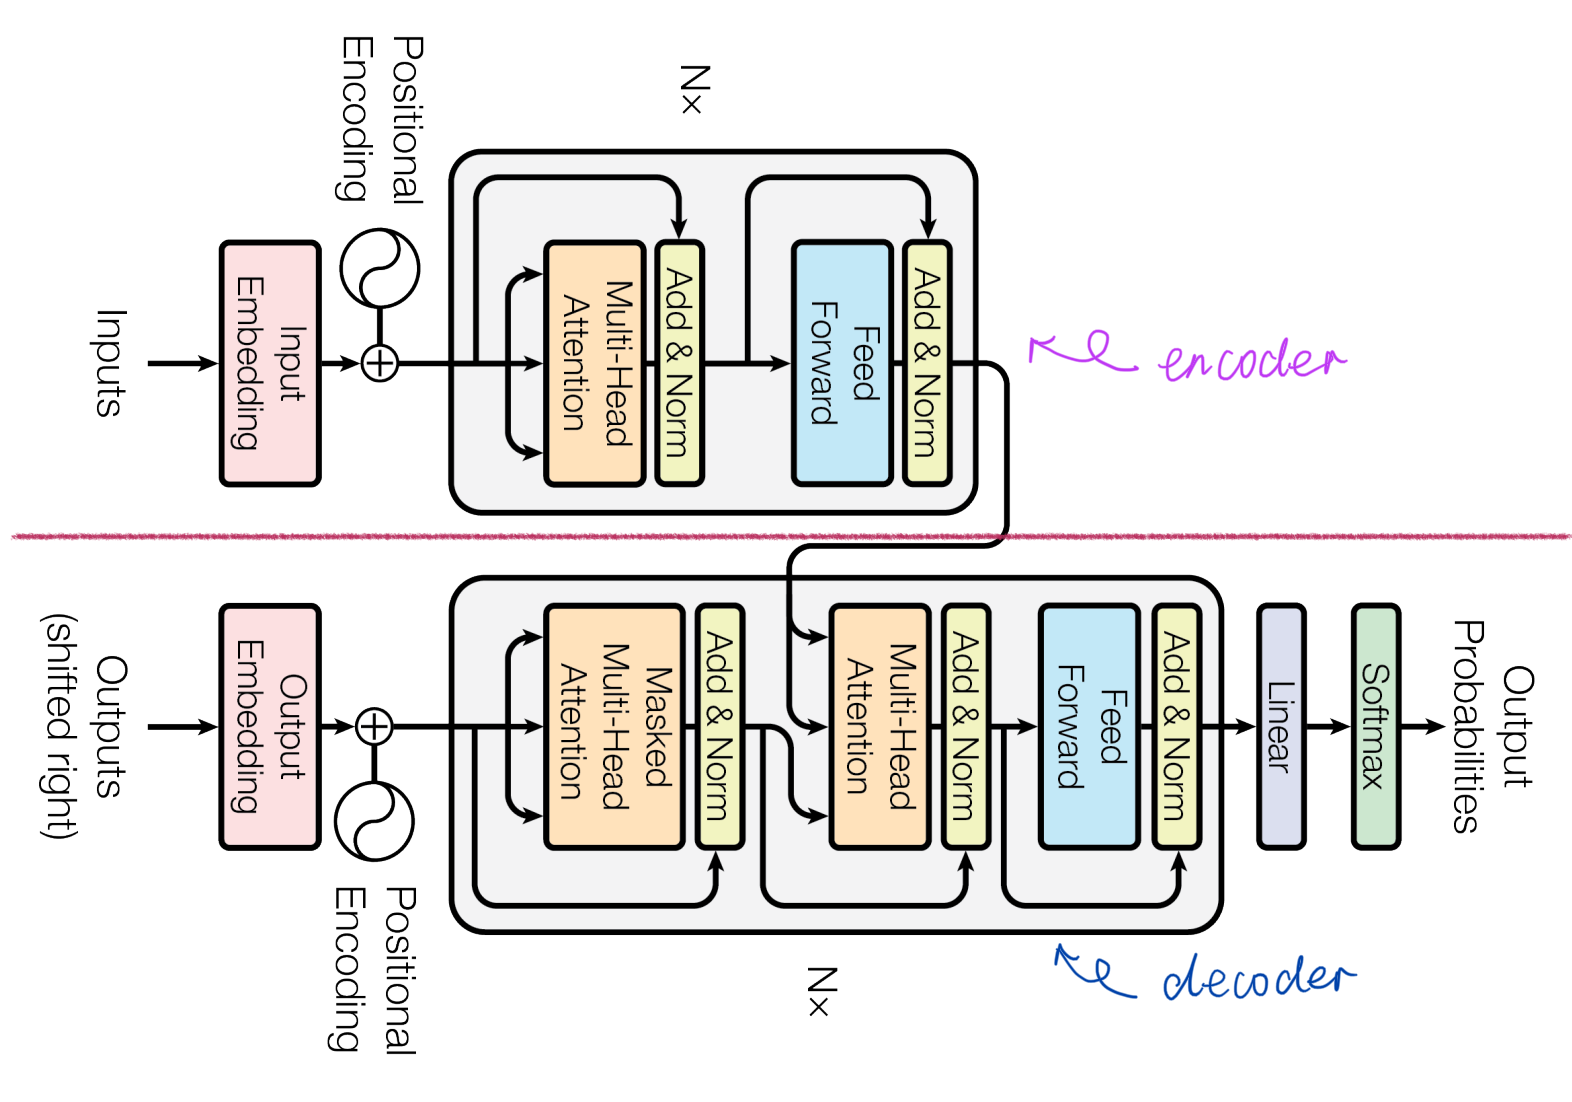 Inputs
Input
Embedding
Positional
Encoding
N×
Multi-Head
Attention
Add & Norm
Feed
Forward
Add & Norm
encoder
Outputs
(shifted right)
Output
Embedding
Positional
Encoding
Masked
Multi-Head
Attention
Add & Norm
Multi-Head
Attention
Add & Norm
Feed
Forward
Add & Norm
N×
Linear
Softmax
Output
Probabilities
decoder